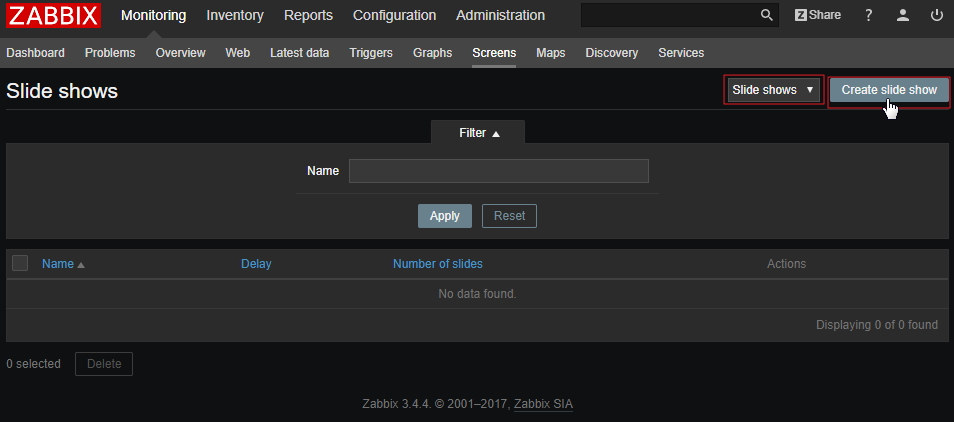 ZABBIX Monitoring Inventory Reports Configuration Administration Z Share ?
Dashboard Problems Overview Web Latest data Triggers Graphs Screens Maps Discovery Services
Slide shows Slide shows ▼ Create slide show
Filter ▲
Name
Apply Reset
Name ▲ Delay Number of slides Actions
No data found.
Displaying 0 of 0 found
0 selected Delete
Zabbix 3.4.4. © 2001–2017, Zabbix SIA